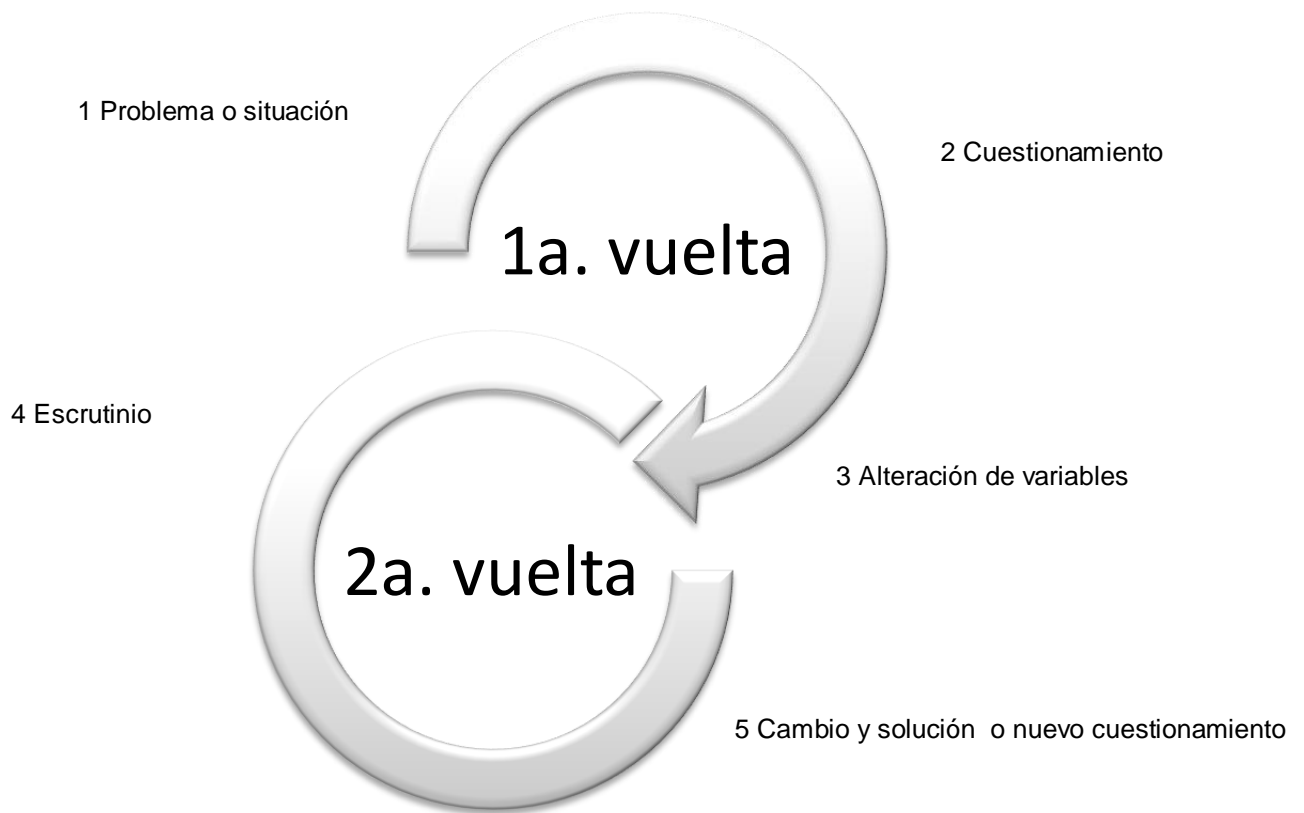 1 Problema o situación
2 Cuestionamiento
1a. vuelta
4 Escrutinio
3 Alteración de variables
2a. vuelta
5 Cambio y solución  o nuevo cuestionamiento